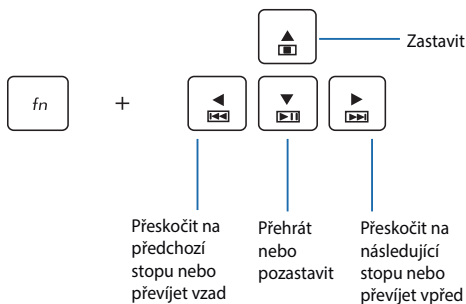 Zastavit
fn
+
Přeskočit na
předchozí
stopu nebo
převíjet vzad
Přehrát
nebo
pozastavit
Přeskočit na
následující
stopu nebo
převíjet vpřed